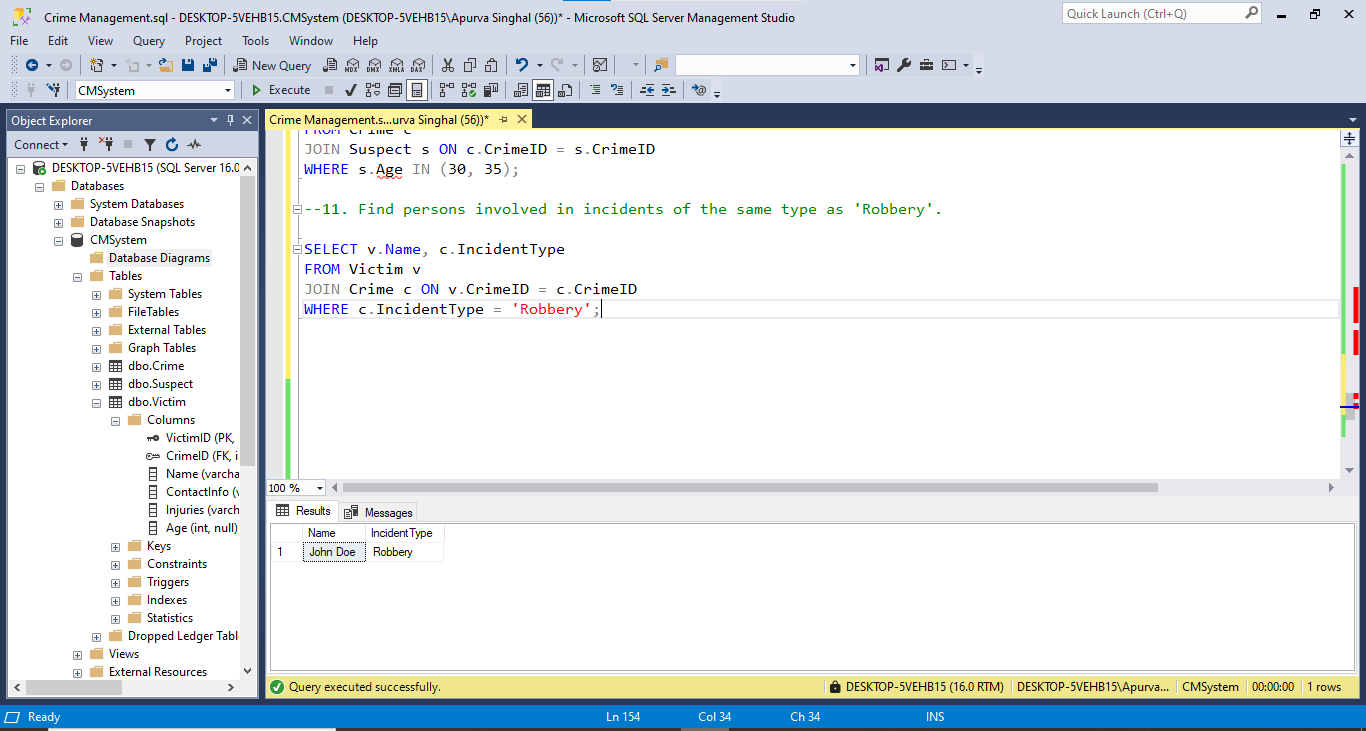 Crime Management.sql - DESKTOP-5VEHB15.CMSystem (DESKTOP-5VEHB15\Apurva Singhal (56))* - Microsoft SQL Server Management Studio
Quick Launch (Ctrl+Q)
File Edit View Query Project Tools Window Help
New Query
MDX DMX XMLA DAX
CMSystem
Execute
Object Explorer
Connect
DESKTOP-5VEHB15 (SQL Server 16.0
Databases
System Databases
Database Snapshots
CMSystem
Database Diagrams
Tables
System Tables
FileTables
External Tables
Graph Tables
dbo.Crime
dbo.Suspect
dbo.Victim
Columns
VictimID (PK,
CrimeID (FK, i
Name (varcha
ContactInfo (v
Injuries (varch
Age (int, null)
Keys
Constraints
Triggers
Indexes
Statistics
Dropped Ledger Tabl
Views
External Resources
Crime Management.s...urva Singhal (56))*
FROM Crime c
JOIN Suspect s ON c.CrimeID = s.CrimeID
WHERE s.Age IN (30, 35);
--11. Find persons involved in incidents of the same type as 'Robbery'.
SELECT v.Name, c.IncidentType
FROM Victim v
JOIN Crime c ON v.CrimeID = c.CrimeID
WHERE c.IncidentType = 'Robbery';
100 %
Results Messages
Name IncidentType
1 John Doe Robbery
Query executed successfully.
DESKTOP-5VEHB15 (16.0 RTM) DESKTOP-5VEHB15\Apurva... CMSystem 00:00:00 1 rows
Ready Ln 154 Col 34 Ch 34 INS